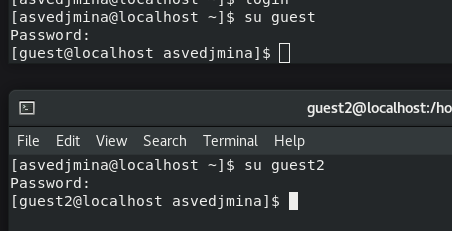 [asvedjmina@localhost ~]$ login
[asvedjmina@localhost ~]$ su guest
Password:
[guest@localhost asvedjmina]$
guest2@localhost:/ho
File Edit View Search Terminal Help
[asvedjmina@localhost ~]$ su guest2
Password:
[guest2@localhost asvedjmina]$